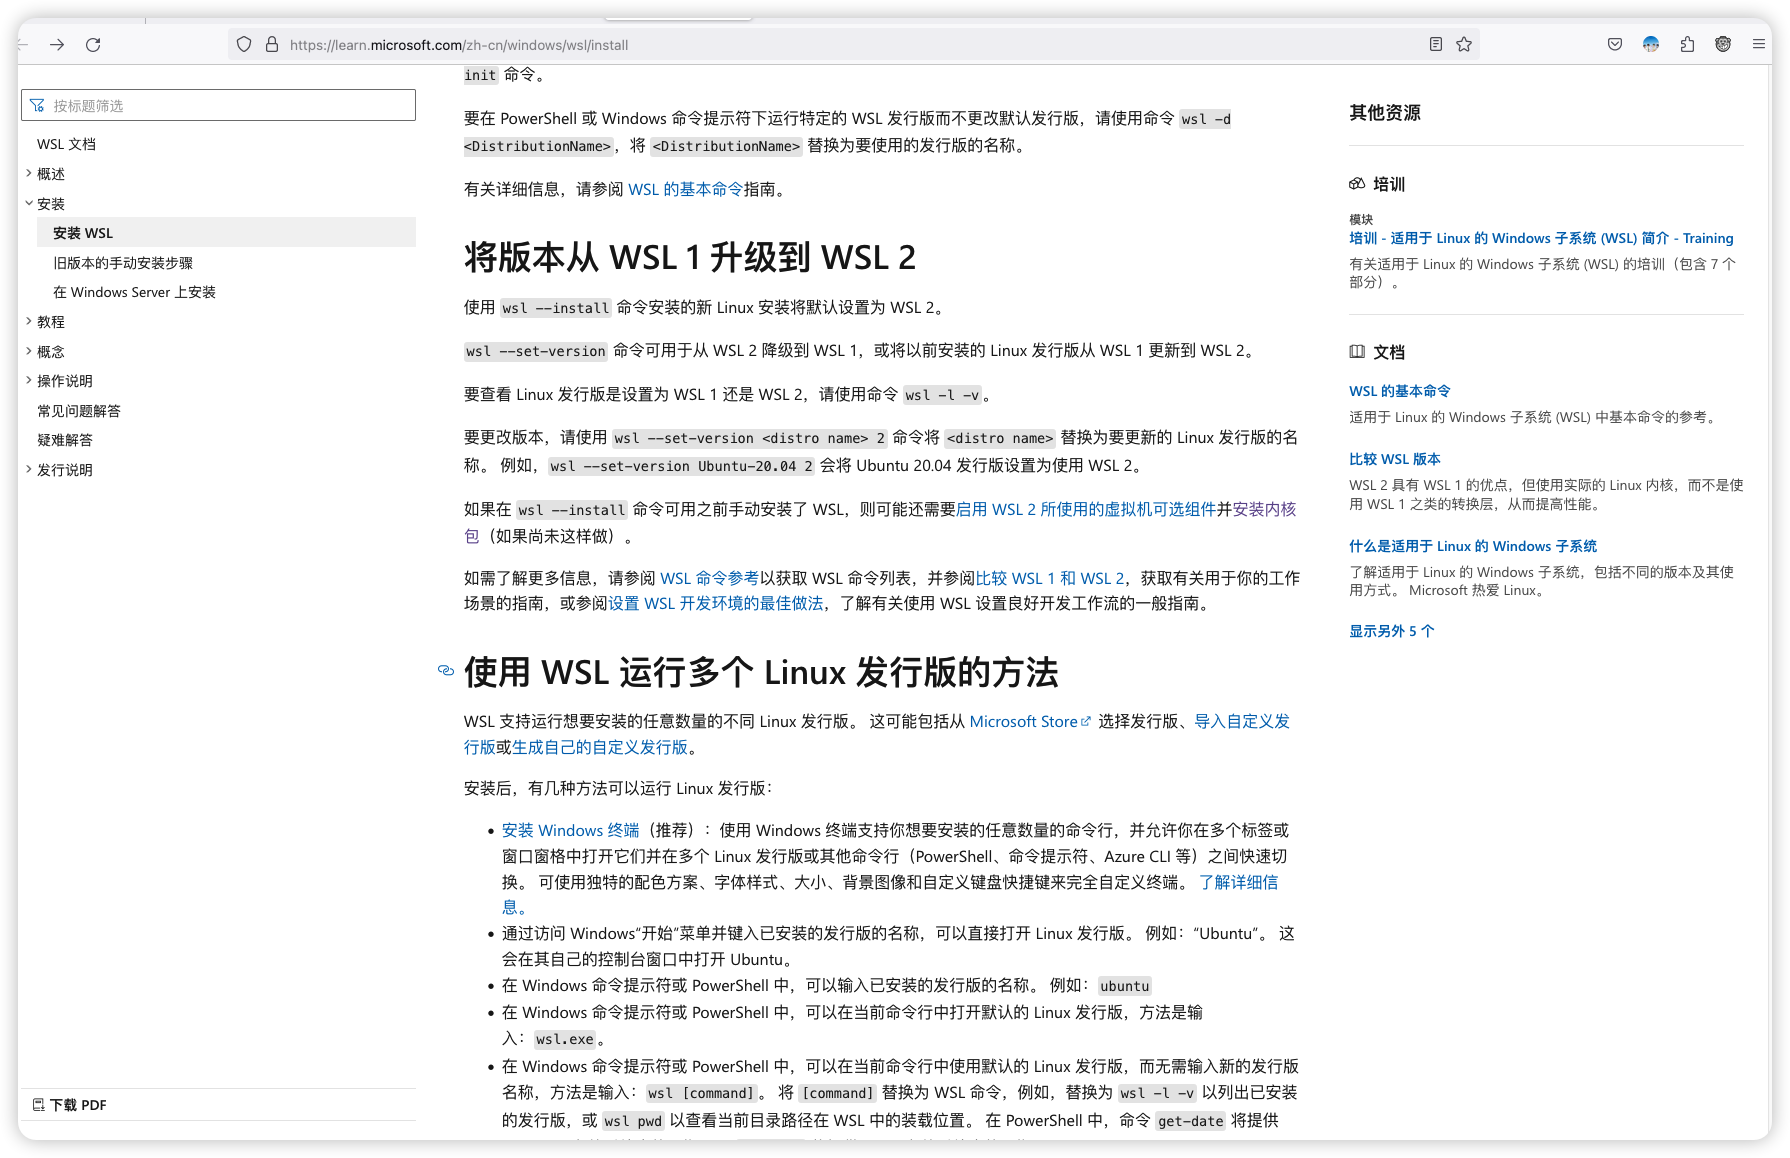 https://learn.microsoft.com/zh-cn/windows/wsl/install
按标题筛选
WSL 文档
概述
安装
安装 WSL
旧版本的手动安装步骤
在 Windows Server 上安装
教程
概念
操作说明
常见问题解答
疑难解答
发行说明
下载 PDF
init 命令。
要在 PowerShell 或 Windows 命令提示符下运行特定的 WSL 发行版而不更改默认发行版，请使用命令 wsl -d
<DistributionName>，将 <DistributionName> 替换为要使用的发行版的名称。
有关详细信息，请参阅 WSL 的基本命令指南。
将版本从 WSL 1 升级到 WSL 2
使用 wsl --install 命令安装的新 Linux 安装将默认设置为 WSL 2。
wsl --set-version 命令可用于从 WSL 2 降级到 WSL 1，或将以前安装的 Linux 发行版从 WSL 1 更新到 WSL 2。
要查看 Linux 发行版是设置为 WSL 1 还是 WSL 2，请使用命令 wsl -l -v。
要更改版本，请使用 wsl --set-version <distro name> 2 命令将 <distro name> 替换为要更新的 Linux 发行版的名
称。 例如，wsl --set-version Ubuntu-20.04 2 会将 Ubuntu 20.04 发行版设置为使用 WSL 2。
如果在 wsl --install 命令可用之前手动安装了 WSL，则可能还需要启用 WSL 2 所使用的虚拟机可选组件并安装内核
包（如果尚未这样做）。
如需了解更多信息，请参阅 WSL 命令参考以获取 WSL 命令列表，并参阅比较 WSL 1 和 WSL 2，获取有关用于你的工作
场景的指南，或参阅设置 WSL 开发环境的最佳做法，了解有关使用 WSL 设置良好开发工作流的一般指南。
使用 WSL 运行多个 Linux 发行版的方法
WSL 支持运行想要安装的任意数量的不同 Linux 发行版。 这可能包括从 Microsoft Store 选择发行版、导入自定义发
行版或生成自己的自定义发行版。
安装后，有几种方法可以运行 Linux 发行版：
• 安装 Windows 终端（推荐）：使用 Windows 终端支持你想要安装的任意数量的命令行，并允许你在多个标签或
窗口窗格中打开它们并在多个 Linux 发行版或其他命令行（PowerShell、命令提示符、Azure CLI 等）之间快速切
换。 可使用独特的配色方案、字体样式、大小、背景图像和自定义键盘快捷键来完全自定义终端。 了解详细信
息。
• 通过访问 Windows“开始”菜单并键入已安装的发行版的名称，可以直接打开 Linux 发行版。 例如：“Ubuntu”。 这
会在其自己的控制台窗口中打开 Ubuntu。
• 在 Windows 命令提示符或 PowerShell 中，可以输入已安装的发行版的名称。 例如：ubuntu
• 在 Windows 命令提示符或 PowerShell 中，可以在当前命令行中打开默认的 Linux 发行版，方法是输
入：wsl.exe。
• 在 Windows 命令提示符或 PowerShell 中，可以在当前命令行中使用默认的 Linux 发行版，而无需输入新的发行版
名称，方法是输入：wsl [command]。 将 [command] 替换为 WSL 命令，例如，替换为 wsl -l -v 以列出已安装
的发行版，或 wsl pwd 以查看当前目录路径在 WSL 中的装载位置。 在 PowerShell 中，命令 get-date 将提供
其他资源
培训
模块
培训 - 适用于 Linux 的 Windows 子系统 (WSL) 简介 - Training
有关适用于 Linux 的 Windows 子系统 (WSL) 的培训（包含 7 个
部分）。
文档
WSL 的基本命令
适用于 Linux 的 Windows 子系统 (WSL) 中基本命令的参考。
比较 WSL 版本
WSL 2 具有 WSL 1 的优点，但使用实际的 Linux 内核，而不是使
用 WSL 1 之类的转换层，从而提高性能。
什么是适用于 Linux 的 Windows 子系统
了解适用于 Linux 的 Windows 子系统，包括不同的版本及其使
用方式。 Microsoft 热爱 Linux。
显示另外 5 个